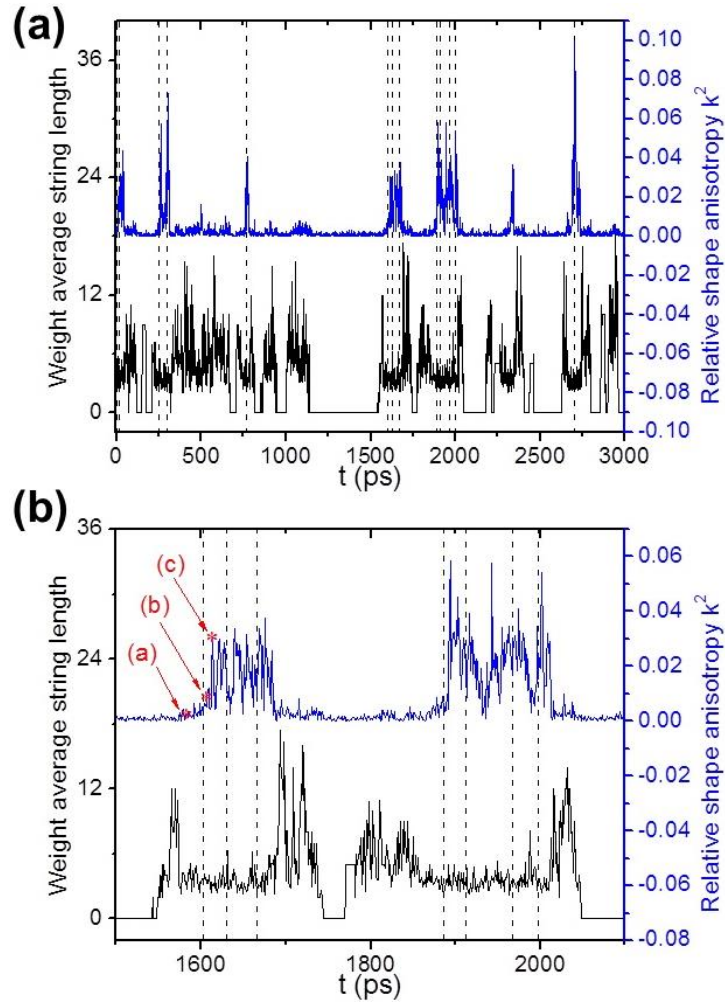 (a)
Weight average string length
36
24
12
0
0.10
0.08
0.06
0.04
0.02
0.00
-0.02
-0.04
-0.06
-0.08
-0.10
Relative shape anisotropy k²
0 500 1000 1500 2000 2500 3000
t (ps)
(b)
Weight average string length
36
24
12
0
(c)
(b)
(a)
*
*
*
0.06
0.04
0.02
0.00
-0.02
-0.04
-0.06
-0.08
Relative shape anisotropy k²
1600 1800 2000
t (ps)